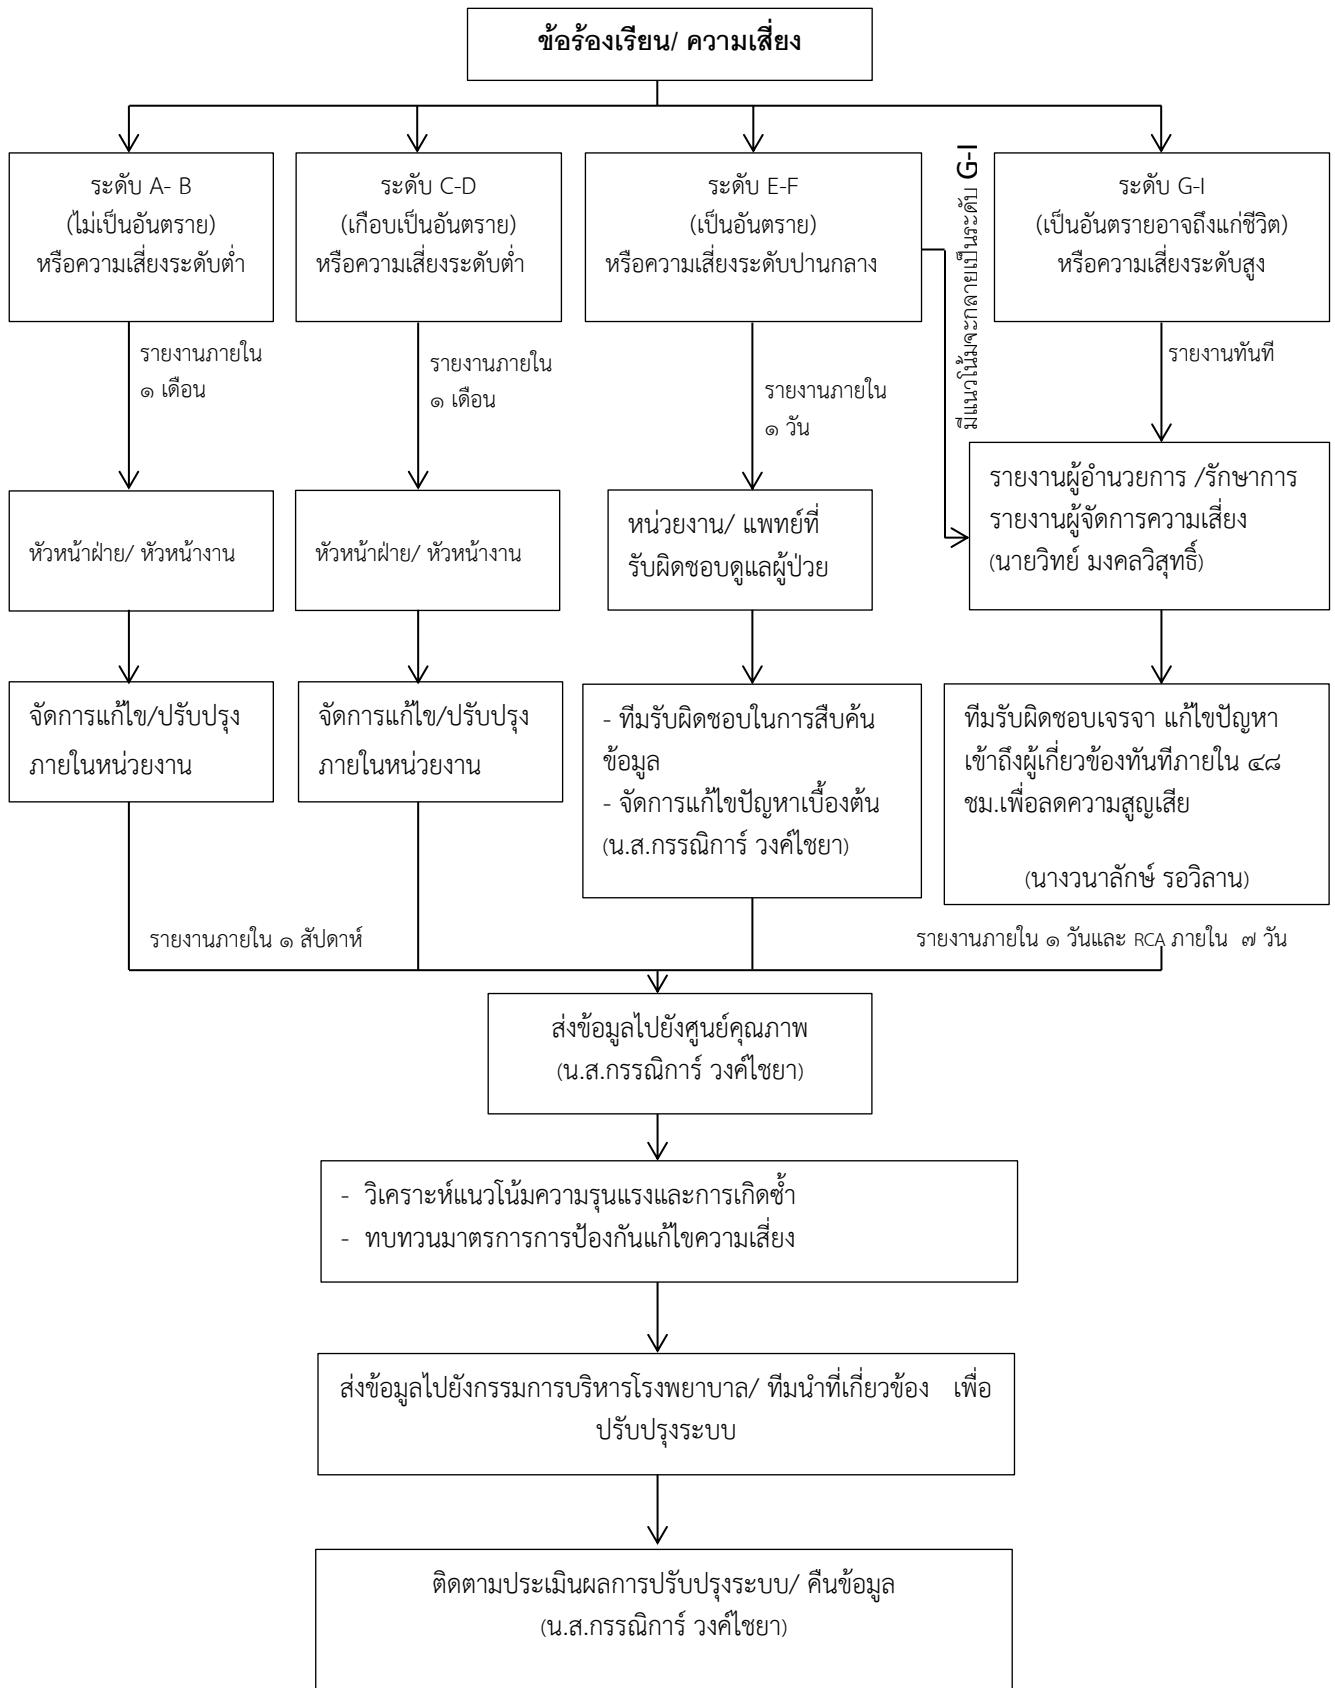 ข้อร้องเรียน/ ความเสี่ยง
ระดับ A- B
(ไม่เป็นอันตราย)
หรือความเสี่ยงระดับต่ำ
ระดับ C-D
(เกือบเป็นอันตราย)
หรือความเสี่ยงระดับต่ำ
ระดับ E-F
(เป็นอันตราย)
หรือความเสี่ยงระดับปานกลาง
มีแนวโน้มจะกลายเป็นระดับ G-I
ระดับ G-I
(เป็นอันตรายอาจถึงแก่ชีวิต)
หรือความเสี่ยงระดับสูง
รายงานภายใน
๑ เดือน
รายงานภายใน
๑ เดือน
รายงานภายใน
๑ วัน
รายงานทันที
หัวหน้าฝ่าย/ หัวหน้างาน
หัวหน้าฝ่าย/ หัวหน้างาน
หน่วยงาน/ แพทย์ที่
รับผิดชอบดูแลผู้ป่วย
รายงานผู้อำนวยการ /รักษาการ
รายงานผู้จัดการความเสี่ยง
(นายวิทย์ มงคลวิสุทธิ์)
จัดการแก้ไข/ปรับปรุง
ภายในหน่วยงาน
จัดการแก้ไข/ปรับปรุง
ภายในหน่วยงาน
- ทีมรับผิดชอบในการสืบค้น
ข้อมูล
- จัดการแก้ไขปัญหาเบื้องต้น
(น.ส.กรรณิการ์ วงค์ไชยา)
ทีมรับผิดชอบเจรจา แก้ไขปัญหา
เข้าถึงผู้เกี่ยวข้องทันทีภายใน ๔๘
ชม.เพื่อลดความสูญเสีย
(นางวนาลักษ์ รอวิลาน)
รายงานภายใน ๑ สัปดาห์
รายงานภายใน ๑ วันและ RCA ภายใน ๗ วัน
ส่งข้อมูลไปยังศูนย์คุณภาพ
(น.ส.กรรณิการ์ วงค์ไชยา)
- วิเคราะห์แนวโน้มความรุนแรงและการเกิดซ้ำ
- ทบทวนมาตรการการป้องกันแก้ไขความเสี่ยง
ส่งข้อมูลไปยังกรรมการบริหารโรงพยาบาล/ ทีมนำที่เกี่ยวข้อง เพื่อ
ปรับปรุงระบบ
ติดตามประเมินผลการปรับปรุงระบบ/ คืนข้อมูล
(น.ส.กรรณิการ์ วงค์ไชยา)